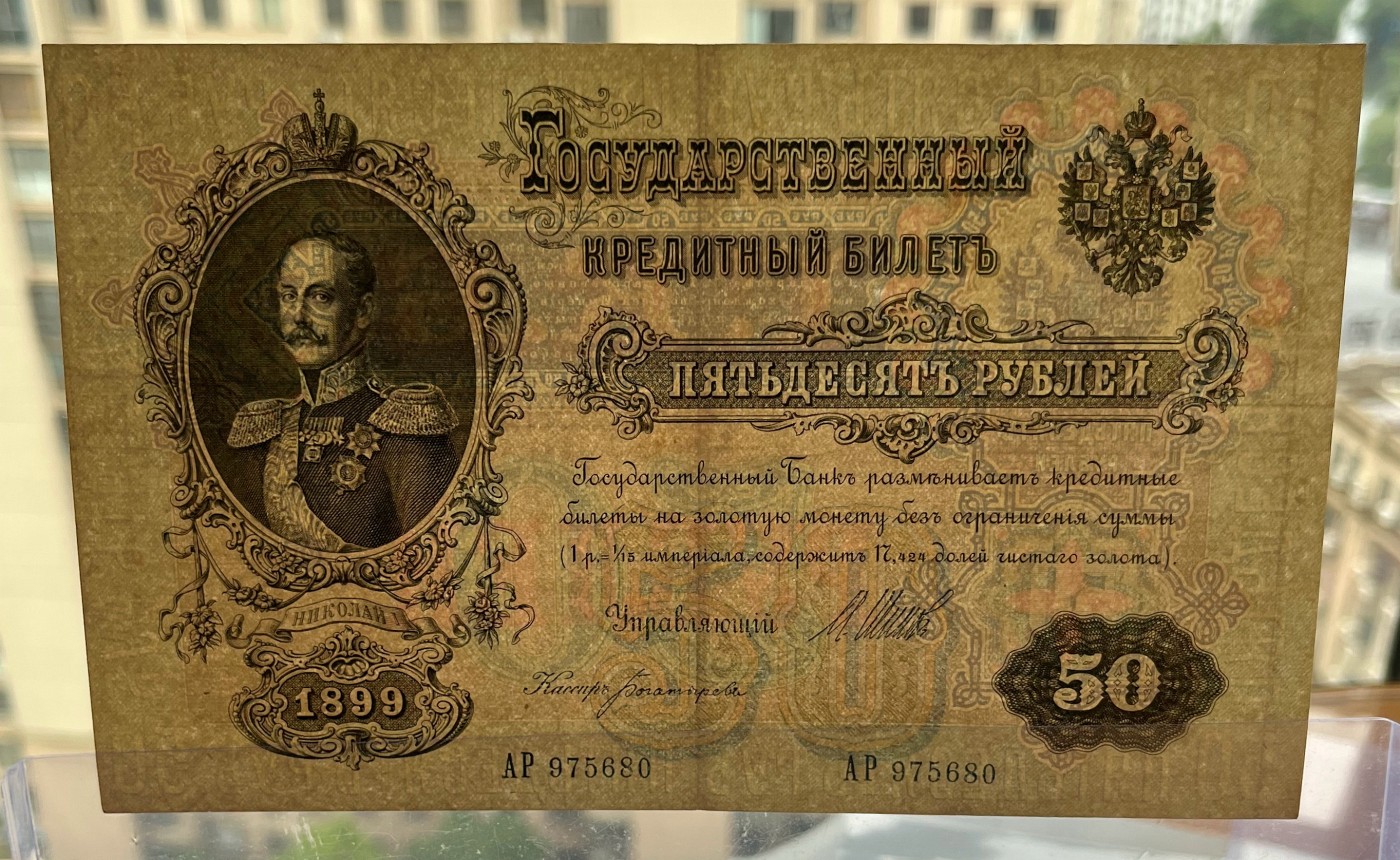 Государственный
КРЕДИТНЫЙ БИЛЕТЪ
ПЯТЬДЕСЯТЪ РУБЛЕЙ
Государственный Банкъ размѣниваетъ кредитные
билеты на золотую монету безъ ограниченія суммы
(1 р.= 1/15 имперіала, содержитъ 17,424 долей чистаго золота).
НИКОЛАЙ I
Управляющій
1899
50
Кассиръ
АР 975680 АР 975680